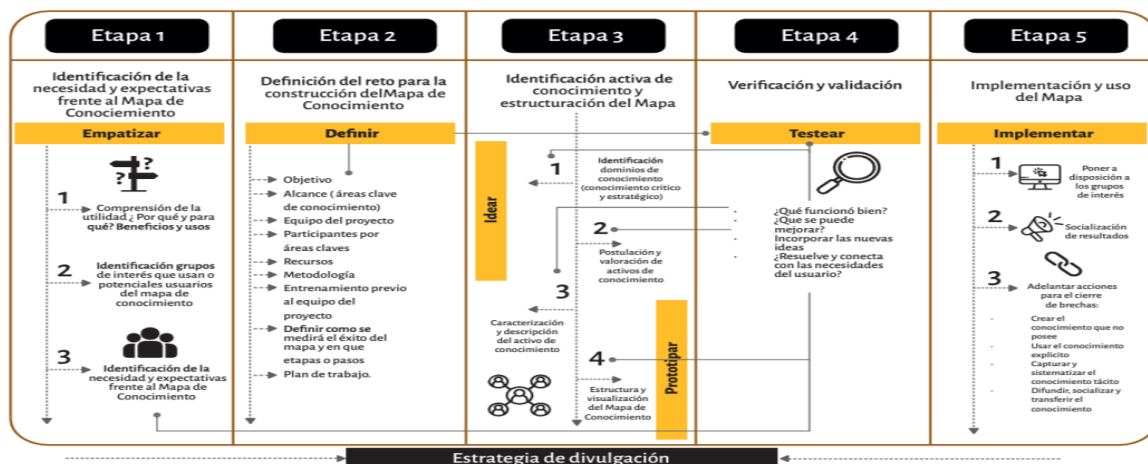 Etapa 1
Identificación de la
necesidad y expectativas
frente al Mapa de
Conociemiento
Empatizar
? ? ?
1
Comprensión de la
utilidad ¿ Por qué y para
qué? Beneficios y usos
2
Identificación grupos
de interés que usan o
potenciales usuarios
del mapa de
conocimiento
3
Identificación de la
necesidad y expectativas
frente al Mapa de
Conocimiento
Etapa 2
Definición del reto para la
construcción delMapa de
Conocimiento
Definir
Objetivo
Alcance ( áreas clave
de conocimiento)
Equipo del proyecto
Participantes por
áreas claves
Recursos
Metodología
Entrenamiento previo
al equipo del
proyecto
Definir como se
medirá el éxito del
mapa y en que
etapas o pasos
Plan de trabajo.
Etapa 3
Identificación activa de
conocimiento y
estructuración del Mapa
Idear
1
Identificación
dominios de
conocimiento
(conocimiento critico
y estratégico)
2
Postulación y
valoración de activos de
conocimiento
3
Caracterización
y descripción
del activo de
conocimiento
4
Estructura y
visualización
del Mapa de
Conocimiento
Prototipar
Etapa 4
Verificación y validación
Testear
- ¿Qué funcionó bien?
- ¿Que se puede
mejorar?
- Incorporar las nuevas
ideas
- ¿Resuelve y conecta
con las necesidades
del usuario?
Etapa 5
Implementación y uso
del Mapa
Implementar
1
Poner a
disposición a
los grupos de
interés
2
Socialización
de resultados
3
Adelantar acciones
para el cierre de
brechas:
- Crear el
conocimiento que no
posee
- Usar el conocimiento
explícito
- Capturar y
sistematizar el
conocimiento tácito
- Difundir, socializar y
transferir el
conocimiento
Estrategia de divulgación